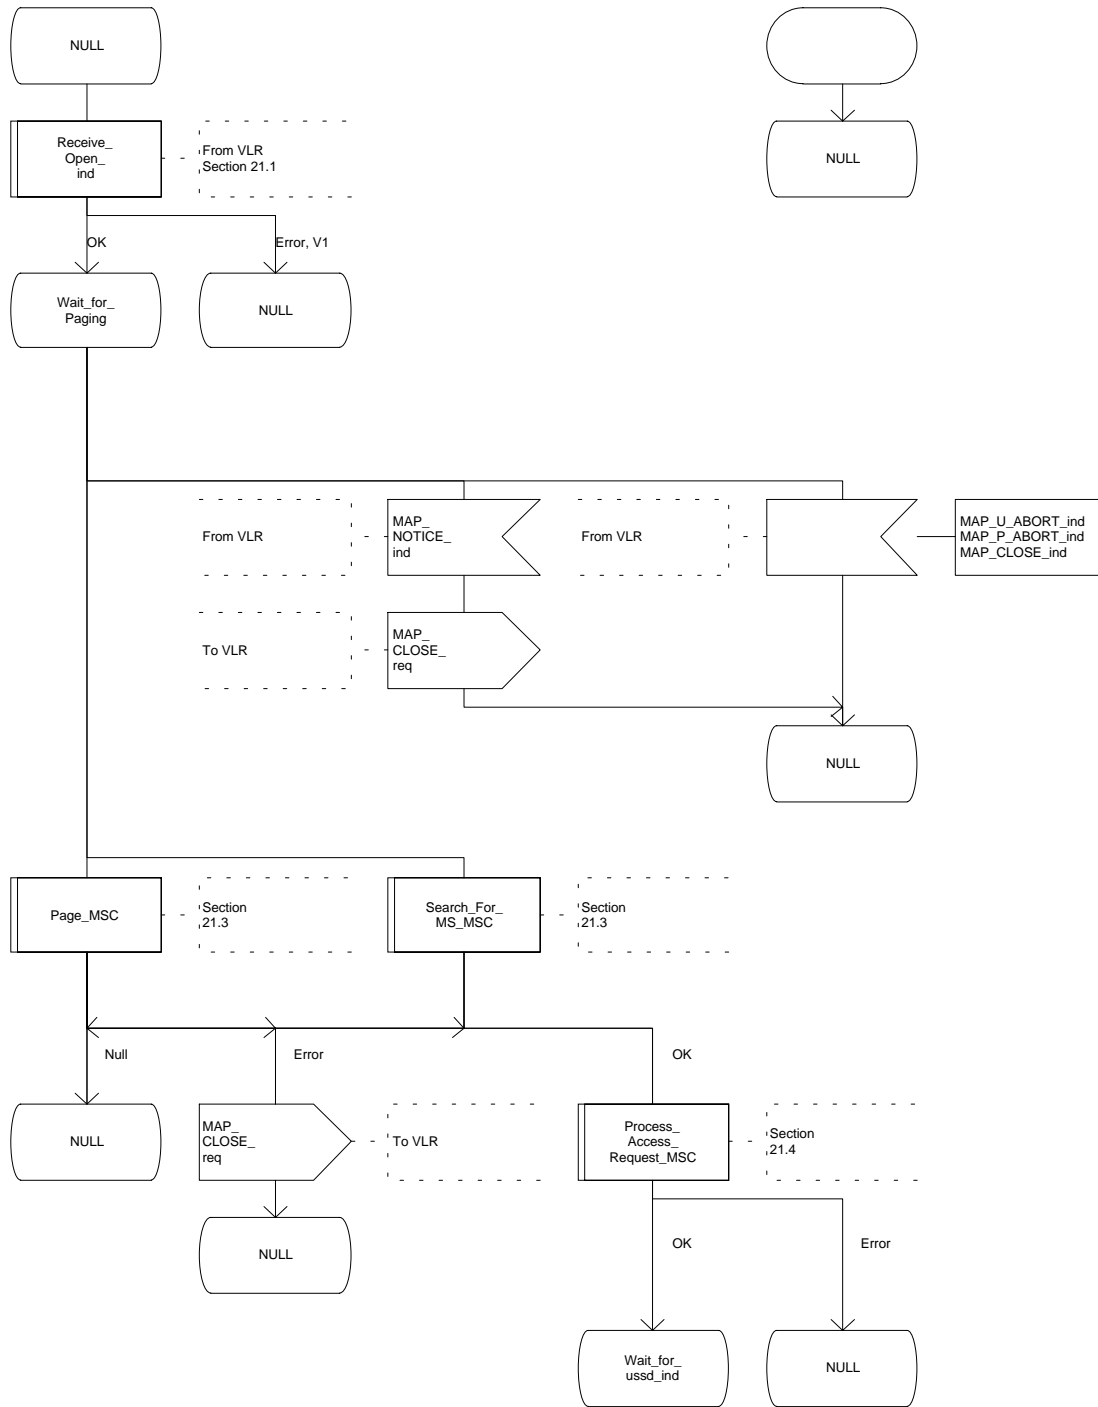 NULL
Receive_
Open_
ind
From VLR
Section 21.1
NULL
OK
Error, V1
Wait_for_
Paging
NULL
From VLR
MAP_
NOTICE_
ind
From VLR
MAP_U_ABORT_ind
MAP_P_ABORT_ind
MAP_CLOSE_ind
To VLR
MAP_
CLOSE_
req
NULL
Page_MSC
Section
21.3
Search_For_
MS_MSC
Section
21.3
Null
Error
OK
NULL
MAP_
CLOSE_
req
To VLR
Process_
Access_
Request_MSC
Section
21.4
NULL
OK
Error
Wait_for_
ussd_ind
NULL